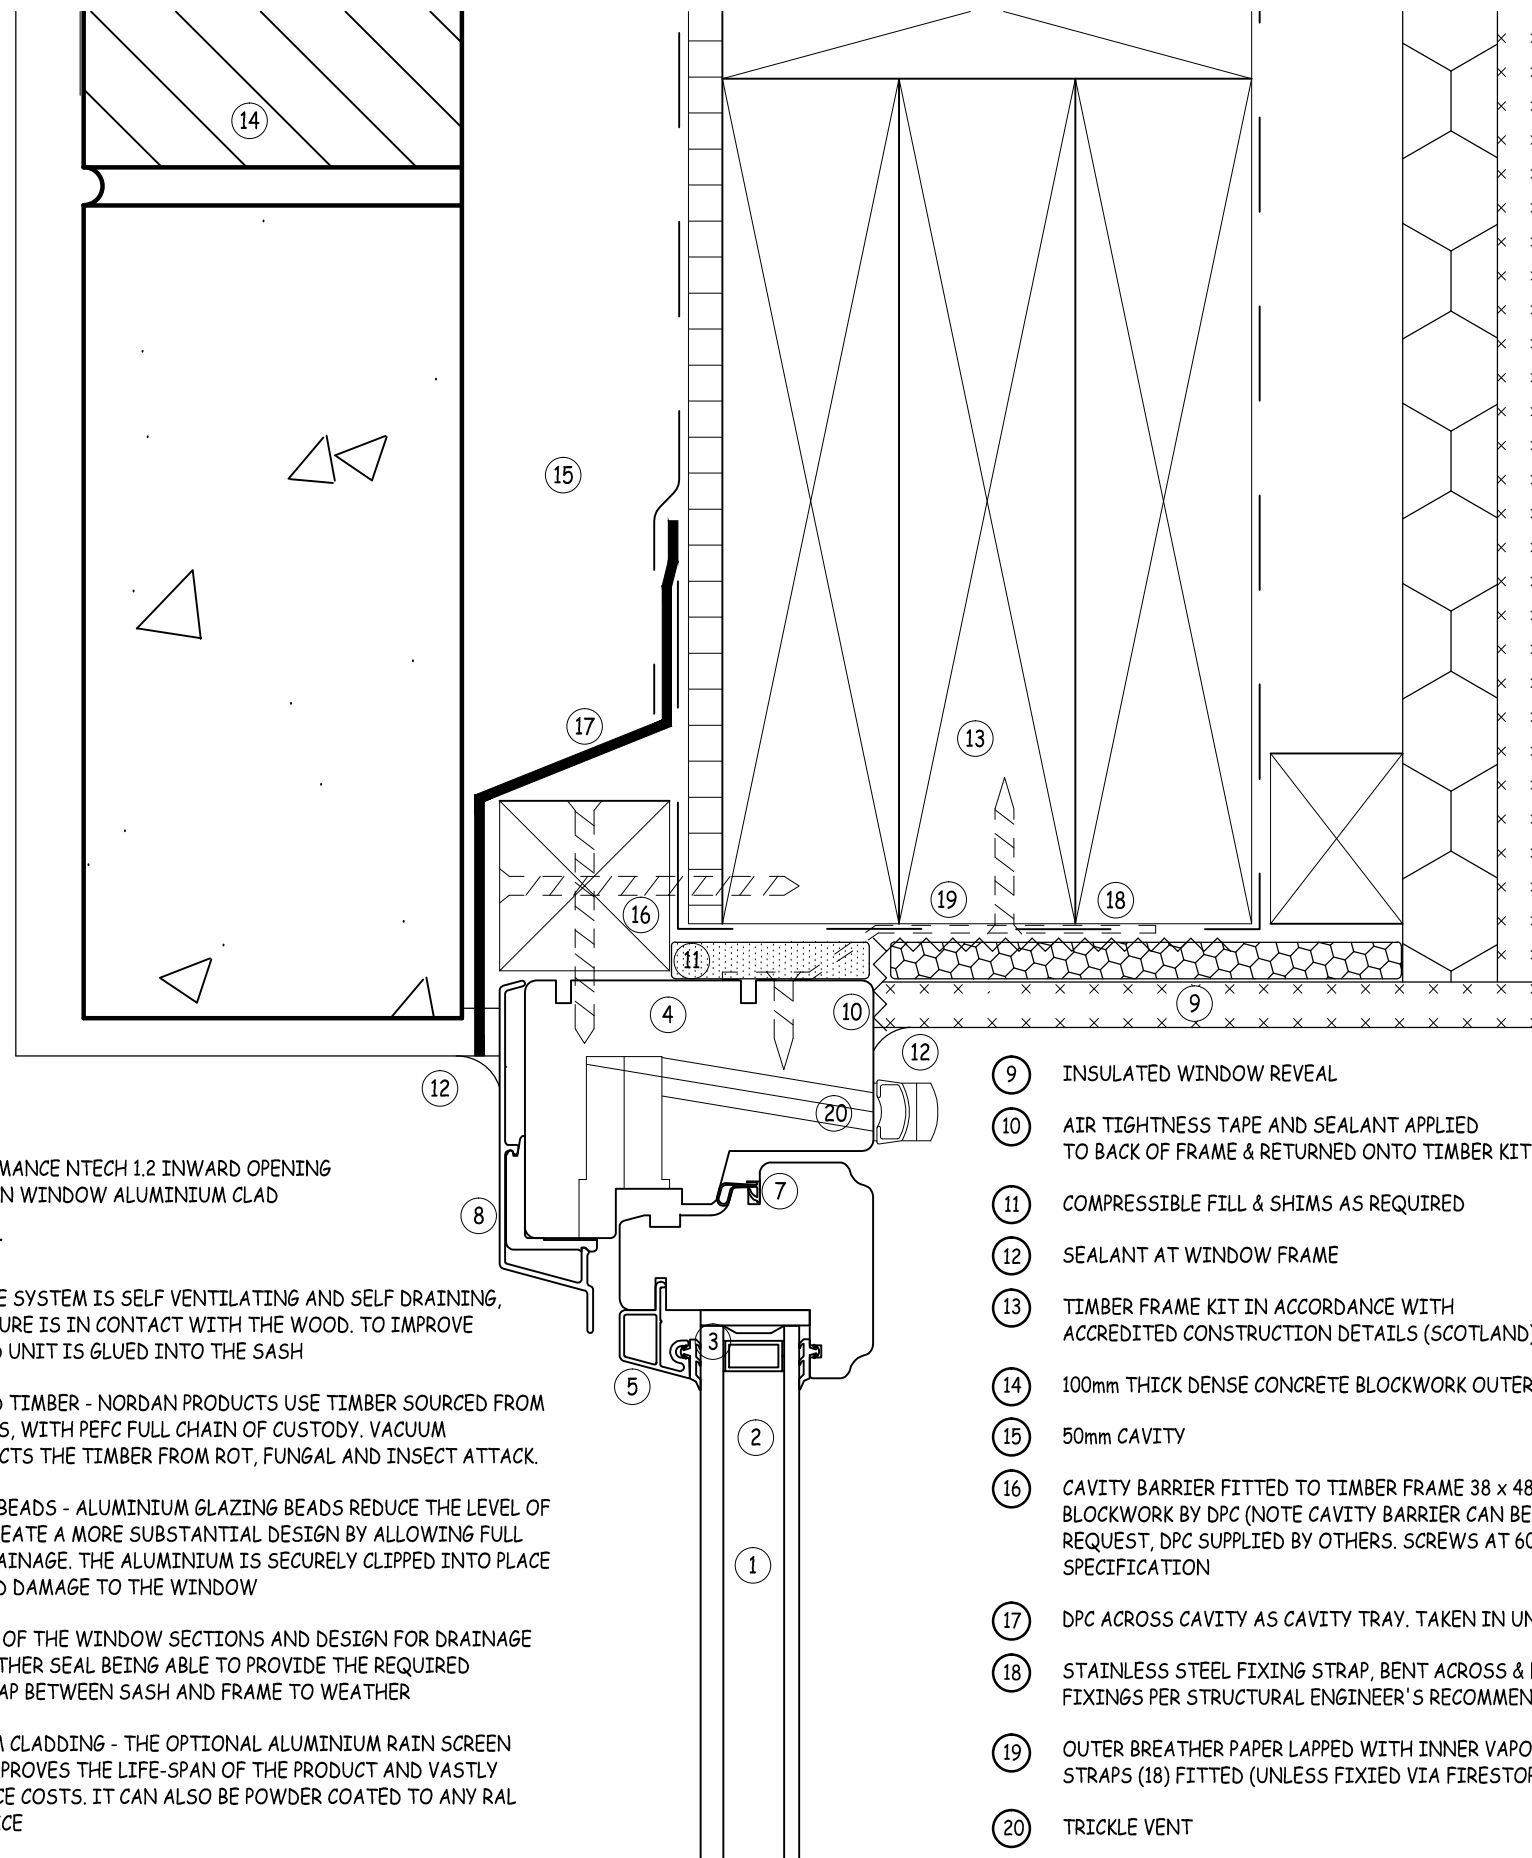 14
15
17
13
19
18
16
11
9
4
10
12
12
20
7
8
3
5
2
1
MANCE NTECH 1.2 INWARD OPENING
N WINDOW ALUMINIUM CLAD
E SYSTEM IS SELF VENTILATING AND SELF DRAINING,
URE IS IN CONTACT WITH THE WOOD. TO IMPROVE
UNIT IS GLUED INTO THE SASH
TIMBER - NORDAN PRODUCTS USE TIMBER SOURCED FROM
S, WITH PEFC FULL CHAIN OF CUSTODY. VACUUM
CTS THE TIMBER FROM ROT, FUNGAL AND INSECT ATTACK.
BEADS - ALUMINIUM GLAZING BEADS REDUCE THE LEVEL OF
EATE A MORE SUBSTANTIAL DESIGN BY ALLOWING FULL
AINAGE. THE ALUMINIUM IS SECURELY CLIPPED INTO PLACE
D DAMAGE TO THE WINDOW
OF THE WINDOW SECTIONS AND DESIGN FOR DRAINAGE
THER SEAL BEING ABLE TO PROVIDE THE REQUIRED
AP BETWEEN SASH AND FRAME TO WEATHER
CLADDING - THE OPTIONAL ALUMINIUM RAIN SCREEN
PROVES THE LIFE-SPAN OF THE PRODUCT AND VASTLY
CE COSTS. IT CAN ALSO BE POWDER COATED TO ANY RAL
ICE
9 INSULATED WINDOW REVEAL
10 AIR TIGHTNESS TAPE AND SEALANT APPLIED
TO BACK OF FRAME & RETURNED ONTO TIMBER KIT
11 COMPRESSIBLE FILL & SHIMS AS REQUIRED
12 SEALANT AT WINDOW FRAME
13 TIMBER FRAME KIT IN ACCORDANCE WITH
ACCREDITED CONSTRUCTION DETAILS (SCOTLAND)
14 100mm THICK DENSE CONCRETE BLOCKWORK OUTER
15 50mm CAVITY
16 CAVITY BARRIER FITTED TO TIMBER FRAME 38 x 48
BLOCKWORK BY DPC (NOTE CAVITY BARRIER CAN BE
REQUEST, DPC SUPPLIED BY OTHERS. SCREWS AT 60
SPECIFICATION
17 DPC ACROSS CAVITY AS CAVITY TRAY. TAKEN IN UN
18 STAINLESS STEEL FIXING STRAP, BENT ACROSS &
FIXINGS PER STRUCTURAL ENGINEER'S RECOMMEN
19 OUTER BREATHER PAPER LAPPED WITH INNER VAPO
STRAPS (18) FITTED (UNLESS FIXIED VIA FIRESTOP
20 TRICKLE VENT